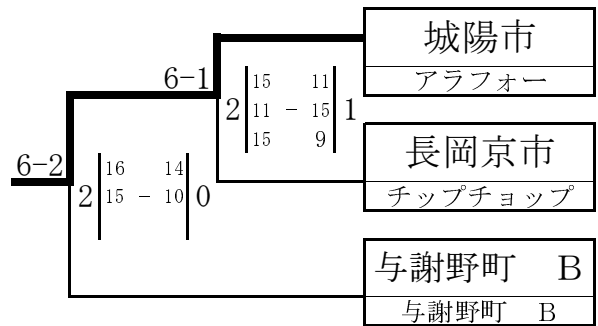 城陽市
アラフォー
6-1
2 15 11 1
11 - 15
15 9
長岡京市
チップチョップ
6-2
2 16 14 0
15 - 10
与謝野町 B
与謝野町 B